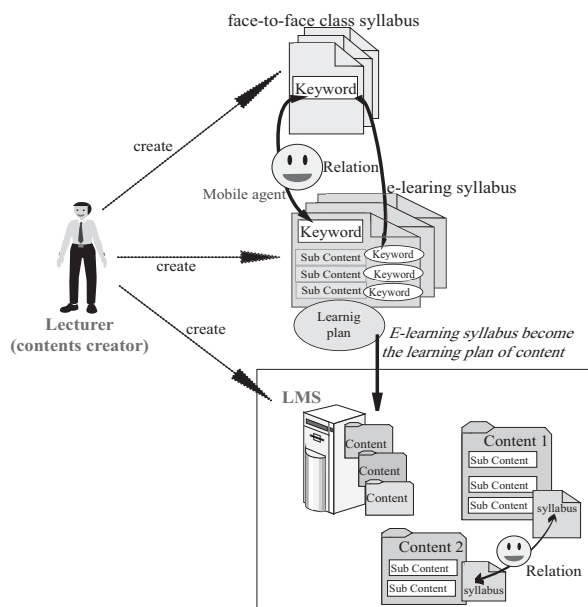 face-to-face class syllabus
Keyword
create
Relation
Mobile agent
e-learing syllabus
Keyword
Sub Content
Keyword
Sub Content
Keyword
Sub Content
Keyword
create
Lecturer
(contents creator)
create
Learnig
plan
E-learning syllabus become
the learning plan of content
LMS
Content
Content
Content
Content 1
Sub Content
Sub Content
Sub Content
syllabus
Content 2
Sub Content
Sub Content
syllabus
Relation